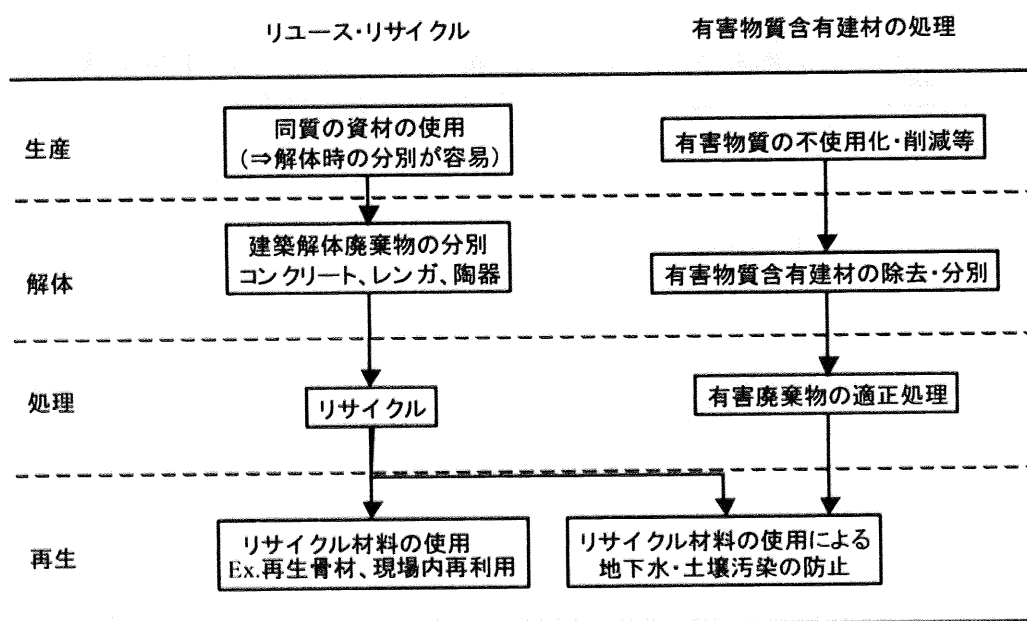 リユース・リサイクル
有害物質含有建材の処理
生産
同質の資材の使用
(⇒解体時の分別が容易)
有害物質の不使用化・削減等
解体
建築解体廃棄物の分別
コンクリート、レンガ、陶器
有害物質含有建材の除去・分別
処理
リサイクル
有害廃棄物の適正処理
再生
リサイクル材料の使用
Ex.再生骨材、現場内再利用
リサイクル材料の使用による
地下水・土壌汚染の防止